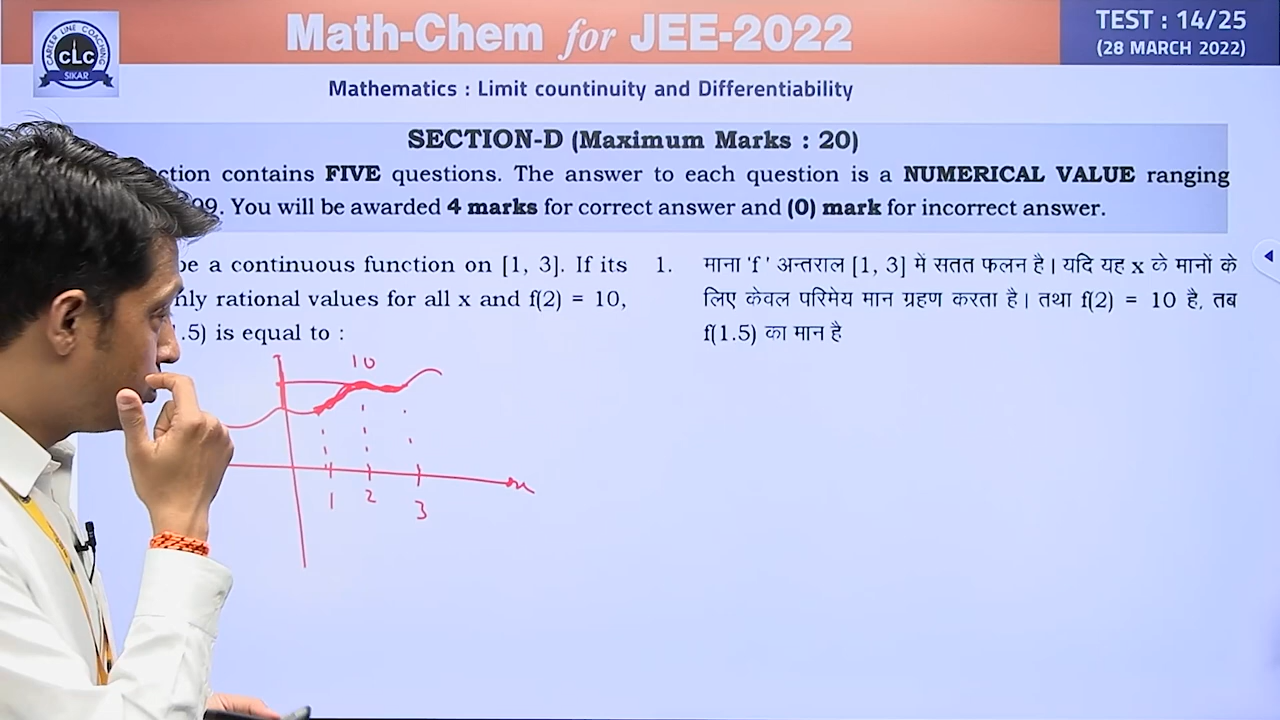 Math-Chem for JEE-2022
TEST : 14/25
(28 MARCH 2022)
CAREER LINE COACHING
CLC
SIKAR
Mathematics : Limit countinuity and Differentiability
SECTION-D (Maximum Marks : 20)
ction contains FIVE questions. The answer to each question is a NUMERICAL VALUE ranging
99. You will be awarded 4 marks for correct answer and (0) mark for incorrect answer.
be a continuous function on [1, 3]. If its
nly rational values for all x and f(2) = 10,
.5) is equal to :
1. माना 'f ' अन्तराल [1, 3] में सतत फलन है। यदि यह x के मानों के
लिए केवल परिमेय मान ग्रहण करता है। तथा f(2) = 10 है, तब
f(1.5) का मान है
10
1 2 3
x